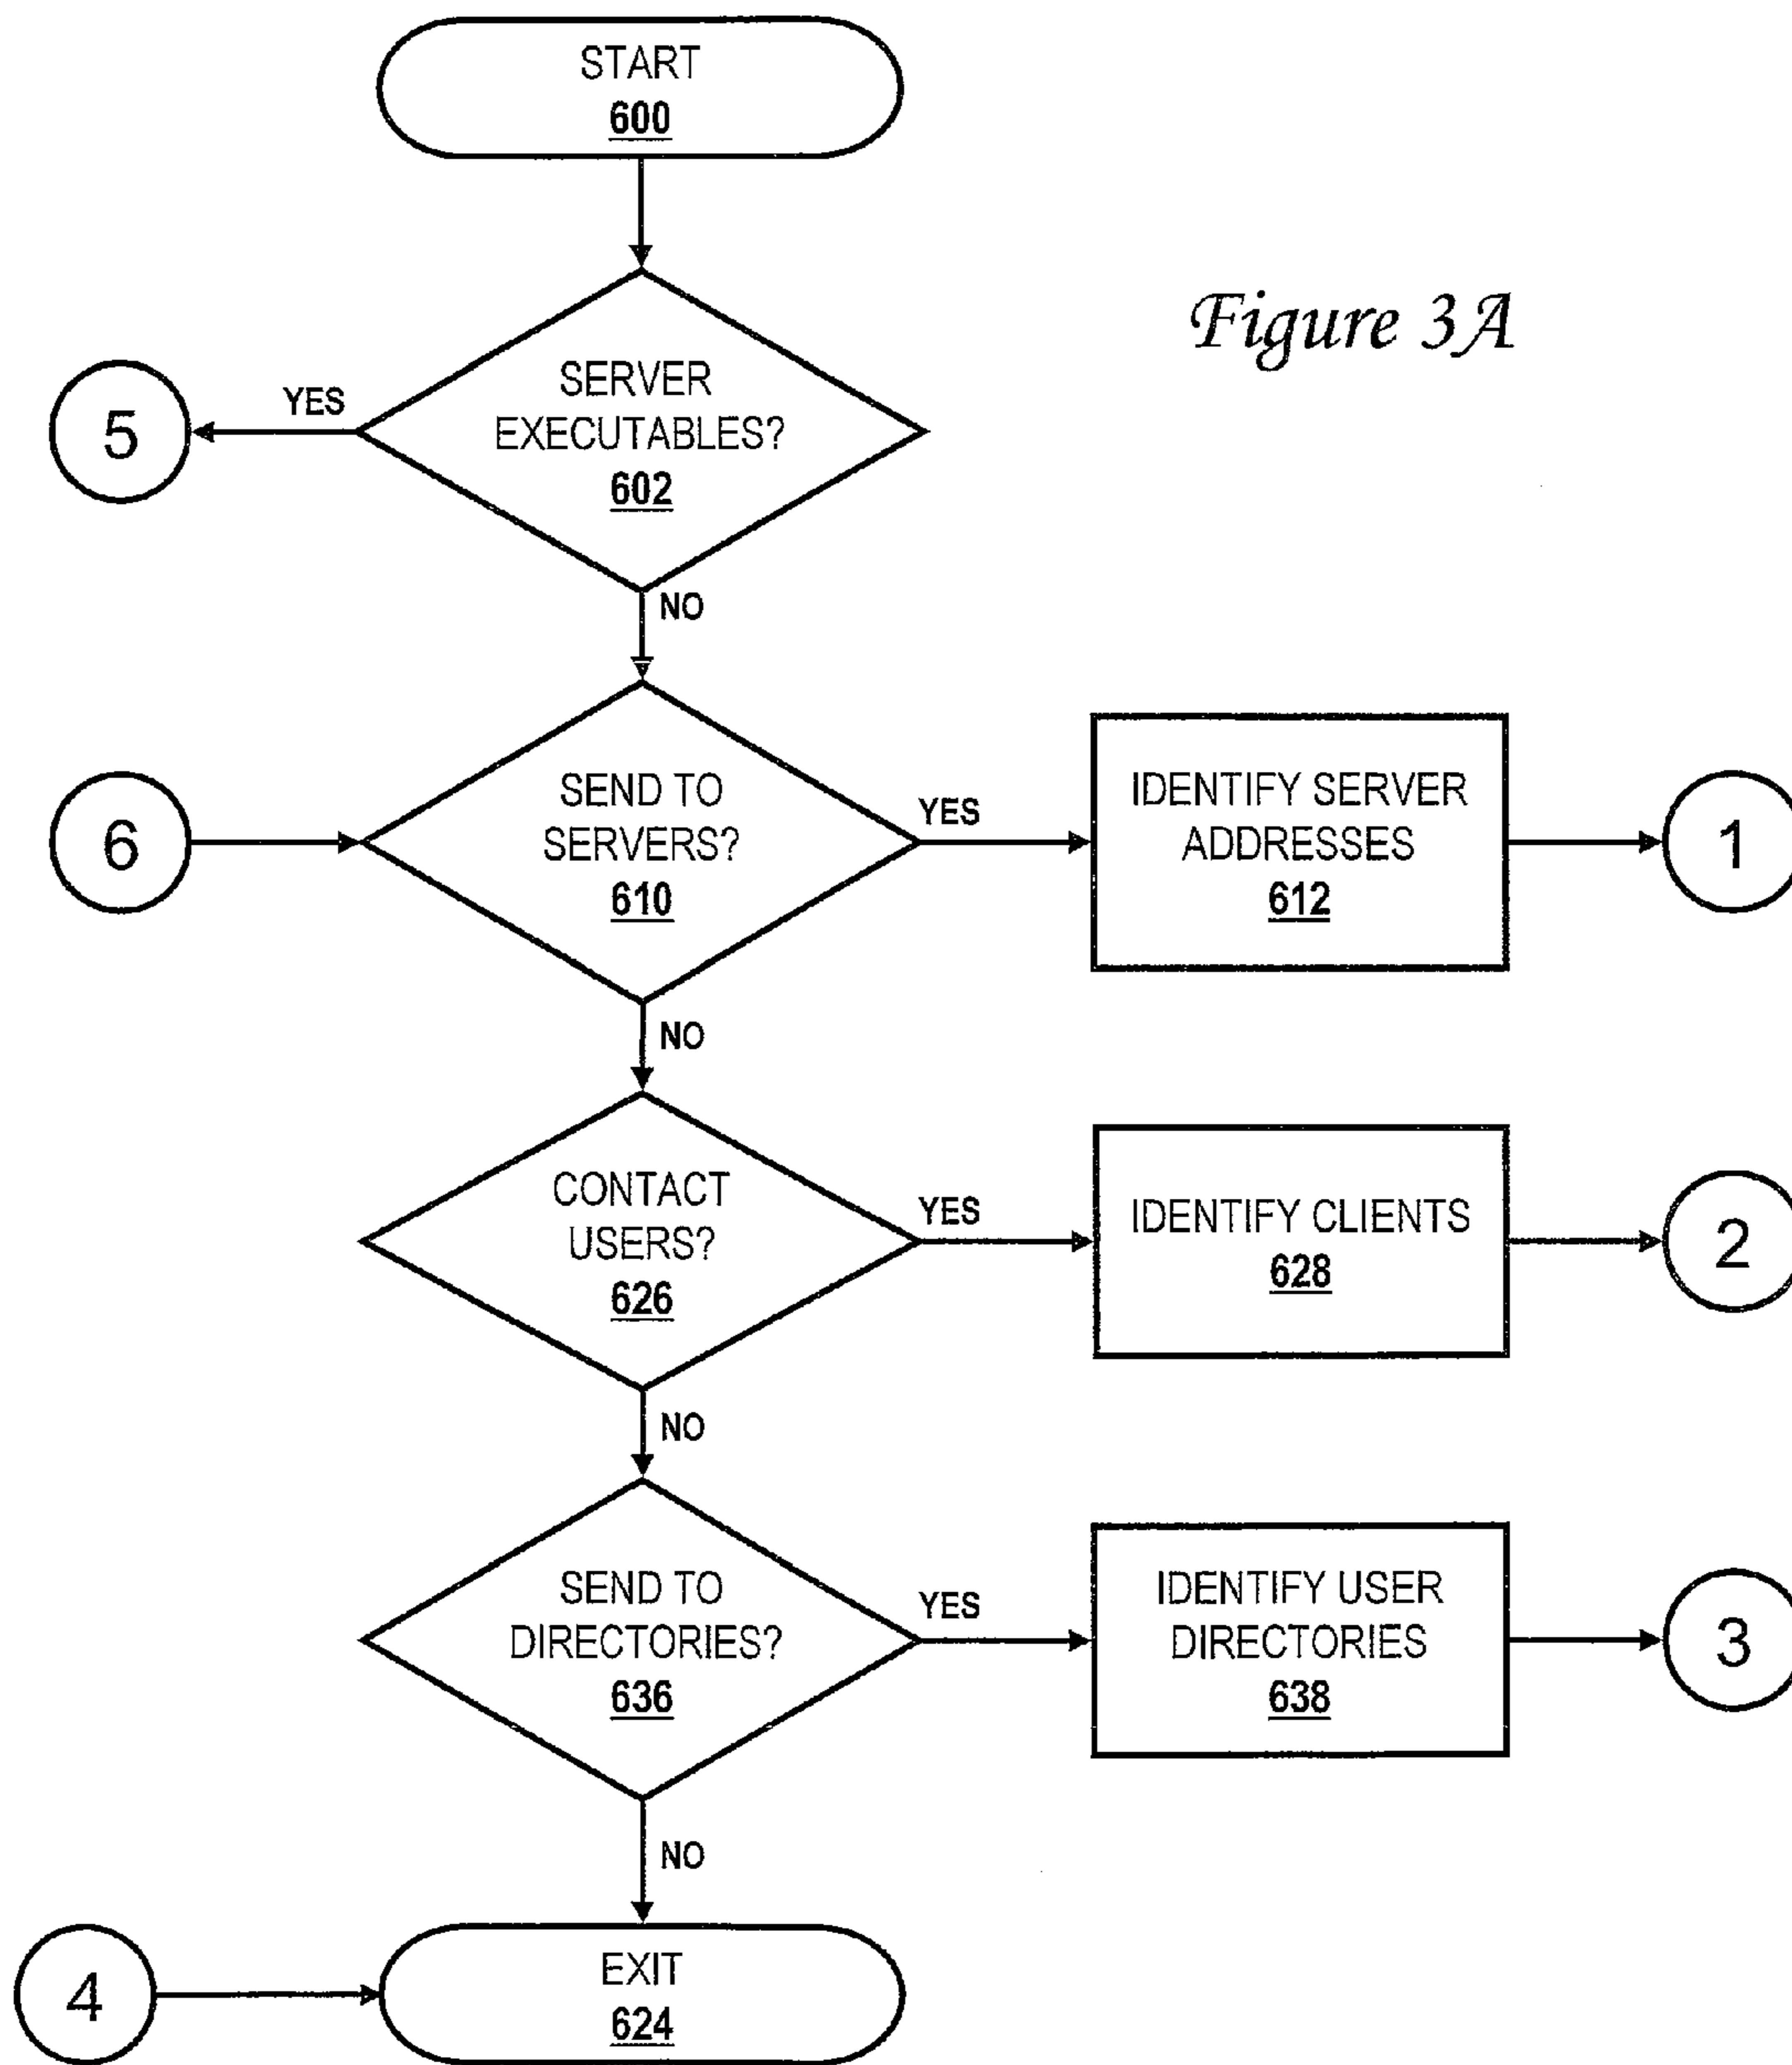 START
600
Figure 3A
SERVER
EXECUTABLES?
602
YES
5
NO
6
SEND TO
SERVERS?
610
YES
IDENTIFY SERVER
ADDRESSES
612
1
NO
CONTACT
USERS?
626
YES
IDENTIFY CLIENTS
628
2
NO
SEND TO
DIRECTORIES?
636
YES
IDENTIFY USER
DIRECTORIES
638
3
NO
4
EXIT
624